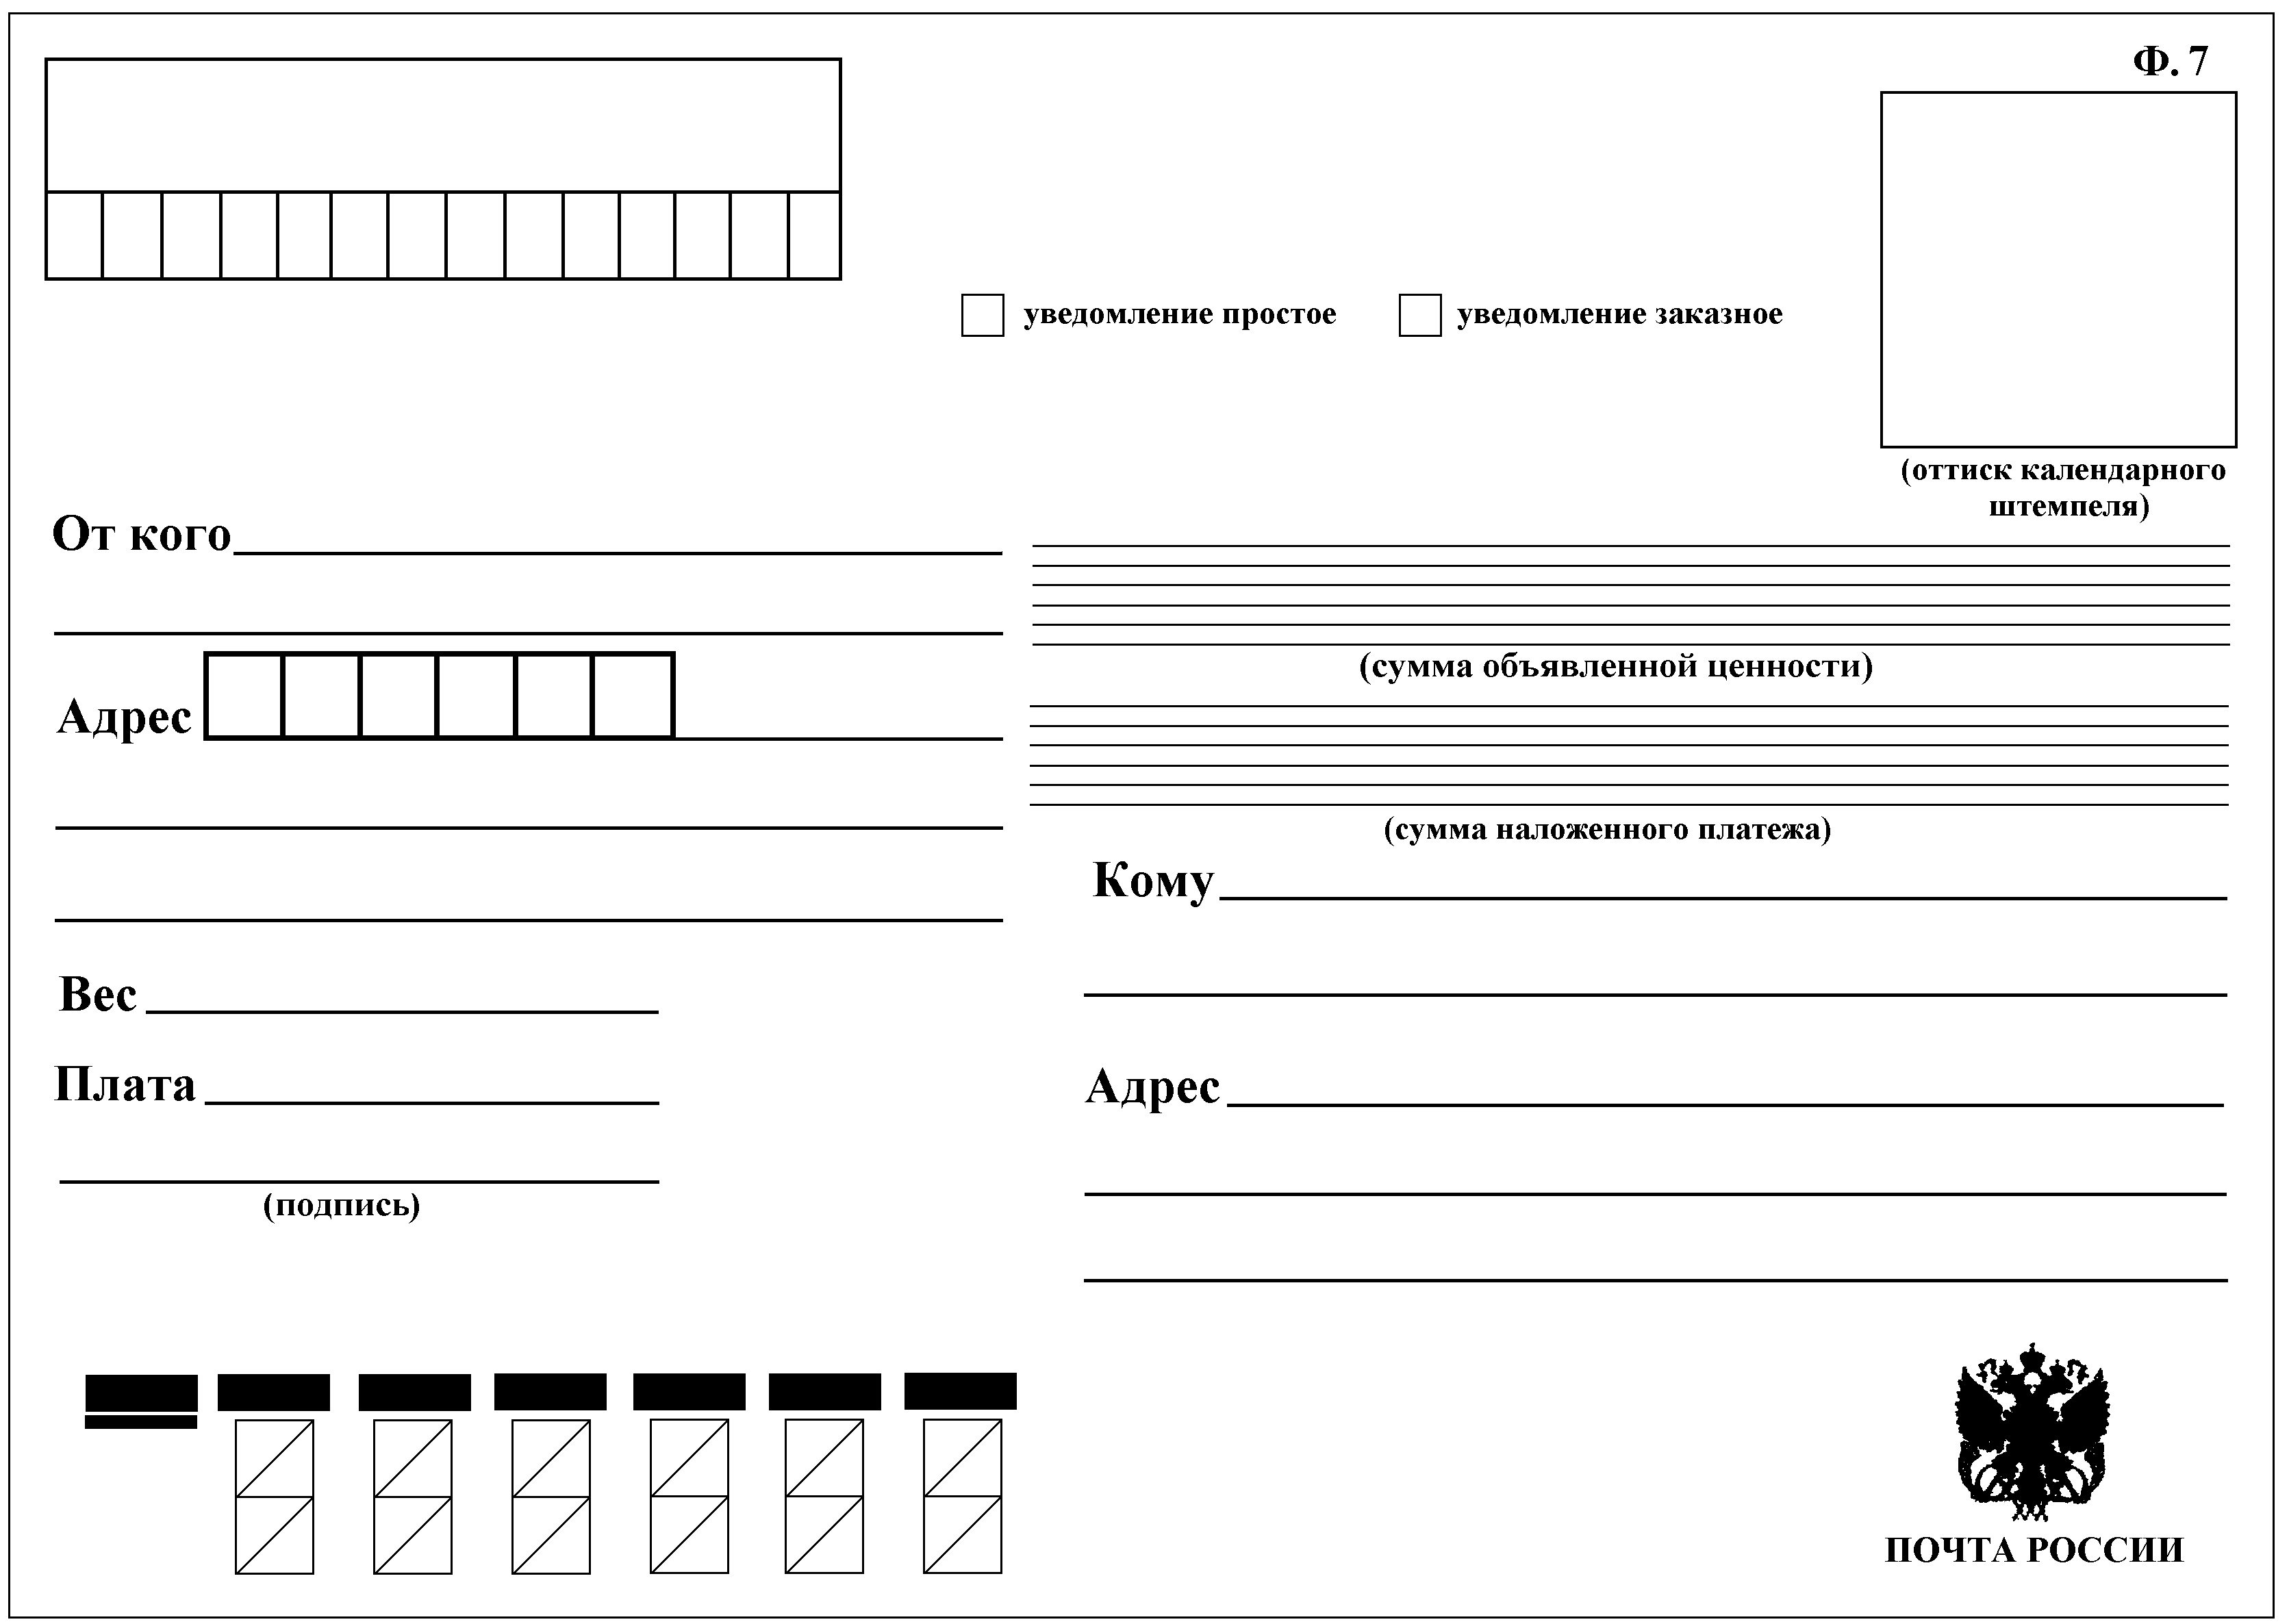 Ф. 7
уведомление простое
уведомление заказное
(оттиск календарного
штемпеля)
От кого
(сумма объявленной ценности)
Адрес
(сумма наложенного платежа)
Кому
Вес
Плата
Адрес
(подпись)
ПОЧТА РОССИИ